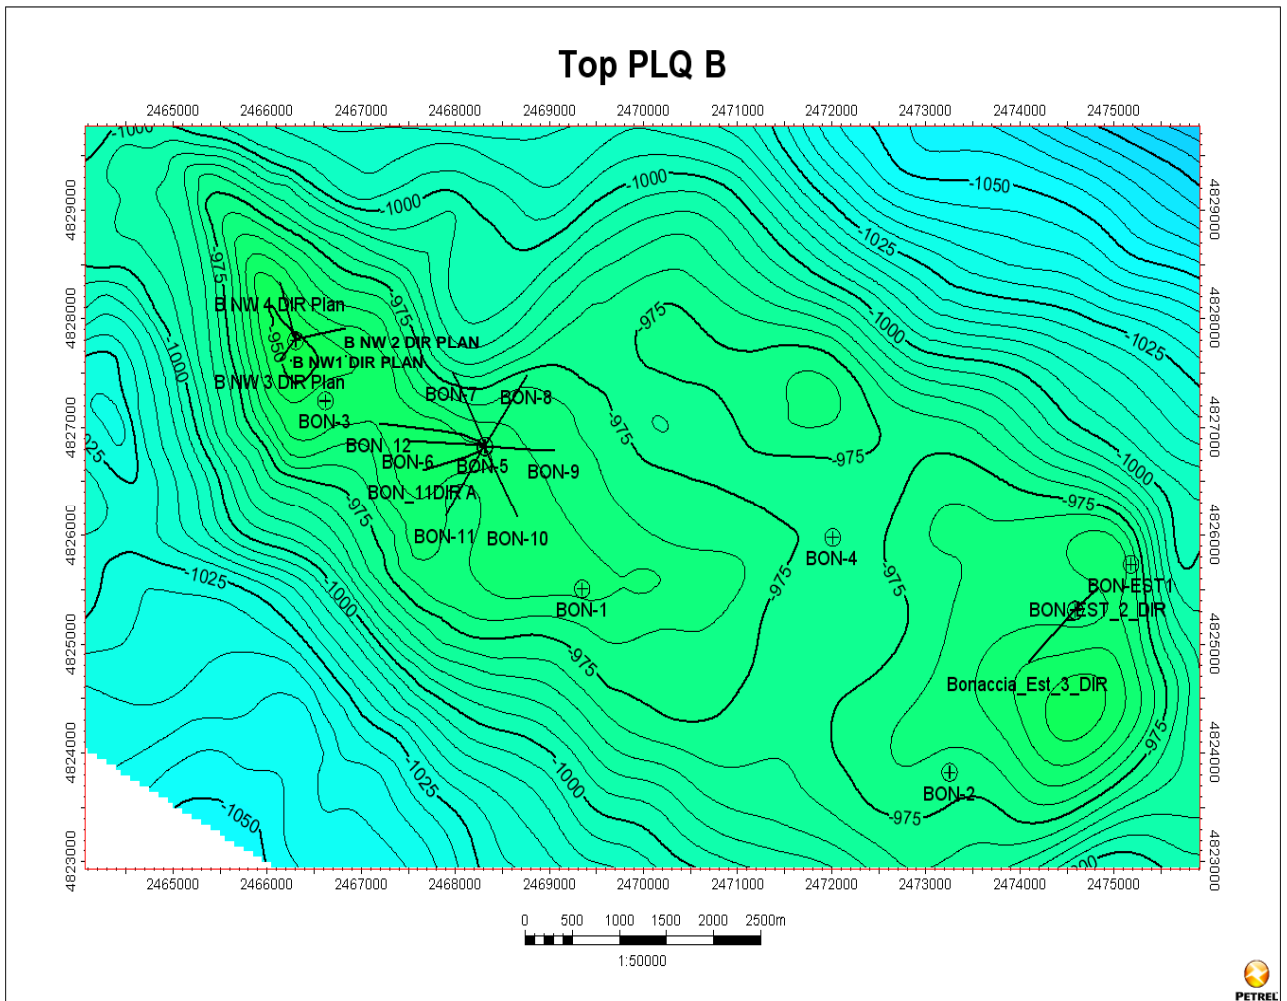 Top PLQ B
2465000 2466000 2467000 2468000 2469000 2470000 2471000 2472000 2473000 2474000 2475000
4829000
4828000
4827000
4826000
4825000
4824000
4823000
4829000
4828000
4827000
4826000
4825000
4824000
4823000
-1000
-1000
-1000
-1050
-1025
-975
-975
-975
-1000
-1025
B NW 4 DIR Plan
-950
B NW 2 DIR PLAN
B NW1 DIR PLAN
B NW 3 Dir Plan
-1000
BON-7
BON-8
BON-3
-975
BON_12
BON-5
BON-6
BON-9
-975
-1000
025
BON_11DIR A
-975
-975
BON-11
BON-10
BON-4
-1025
-1000
BON-1
-975
-975
BON-EST1
BON_EST_2_DIR
-975
Bonaccia_Est_3_DIR
-975
-1025
-1000
BON-2
-1050
-975
000
2465000 2466000 2467000 2468000 2469000 2470000 2471000 2472000 2473000 2474000 2475000
0 500 1000 1500 2000 2500m
1:50000
PETREL